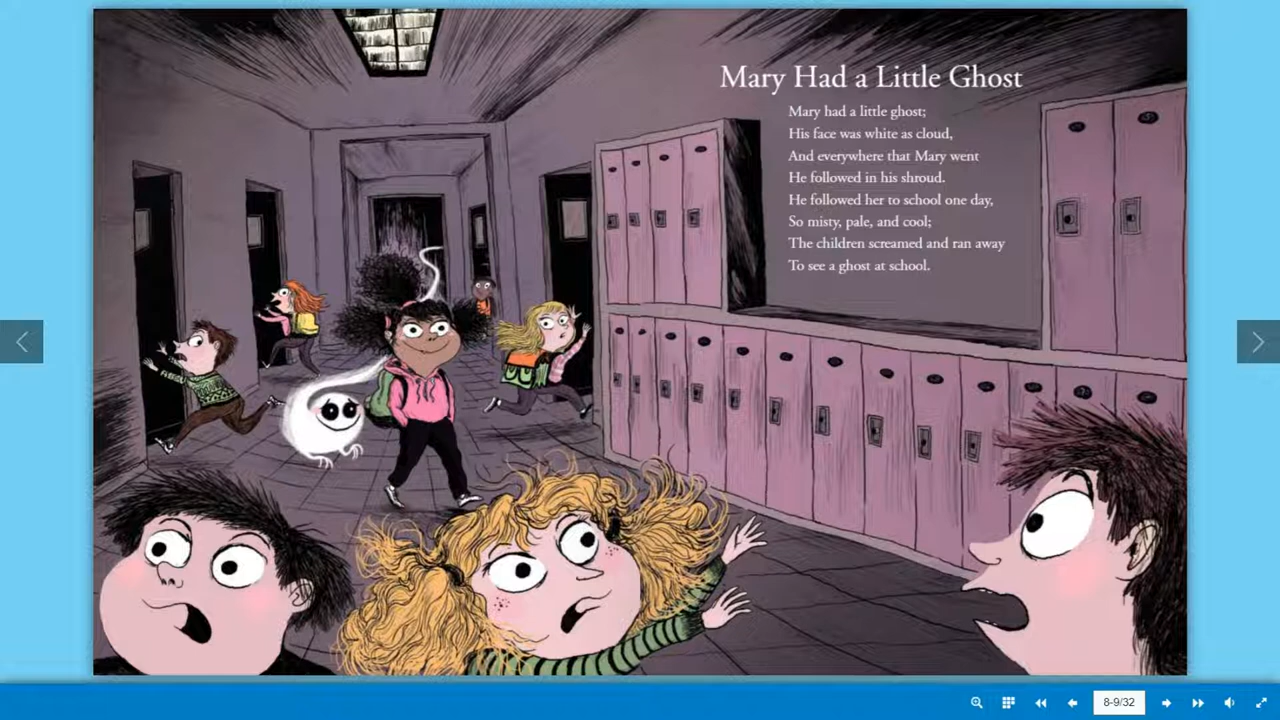 Mary Had a Little Ghost
Mary had a little ghost;
His face was white as cloud,
And everywhere that Mary went
He followed in his shroud.
He followed her to school one day,
So misty, pale, and cool;
The children screamed and ran away
To see a ghost at school.
8-9/32